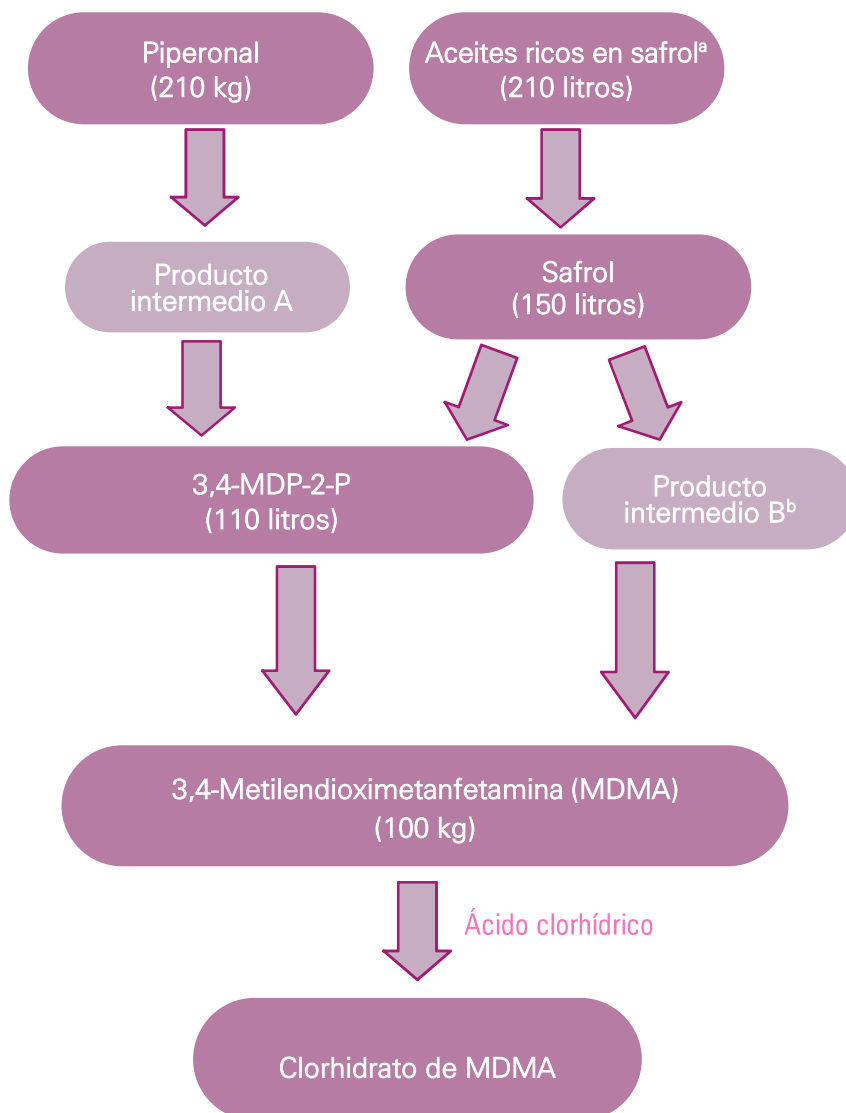 Piperonal
(210 kg)
Aceites ricos en safrolᵃ
(210 litros)
Producto
intermedio A
Safrol
(150 litros)
3,4-MDP-2-P
(110 litros)
Producto
intermedio Bᵇ
3,4-Metilendioximetanfetamina (MDMA)
(100 kg)
Ácido clorhídrico
Clorhidrato de MDMA